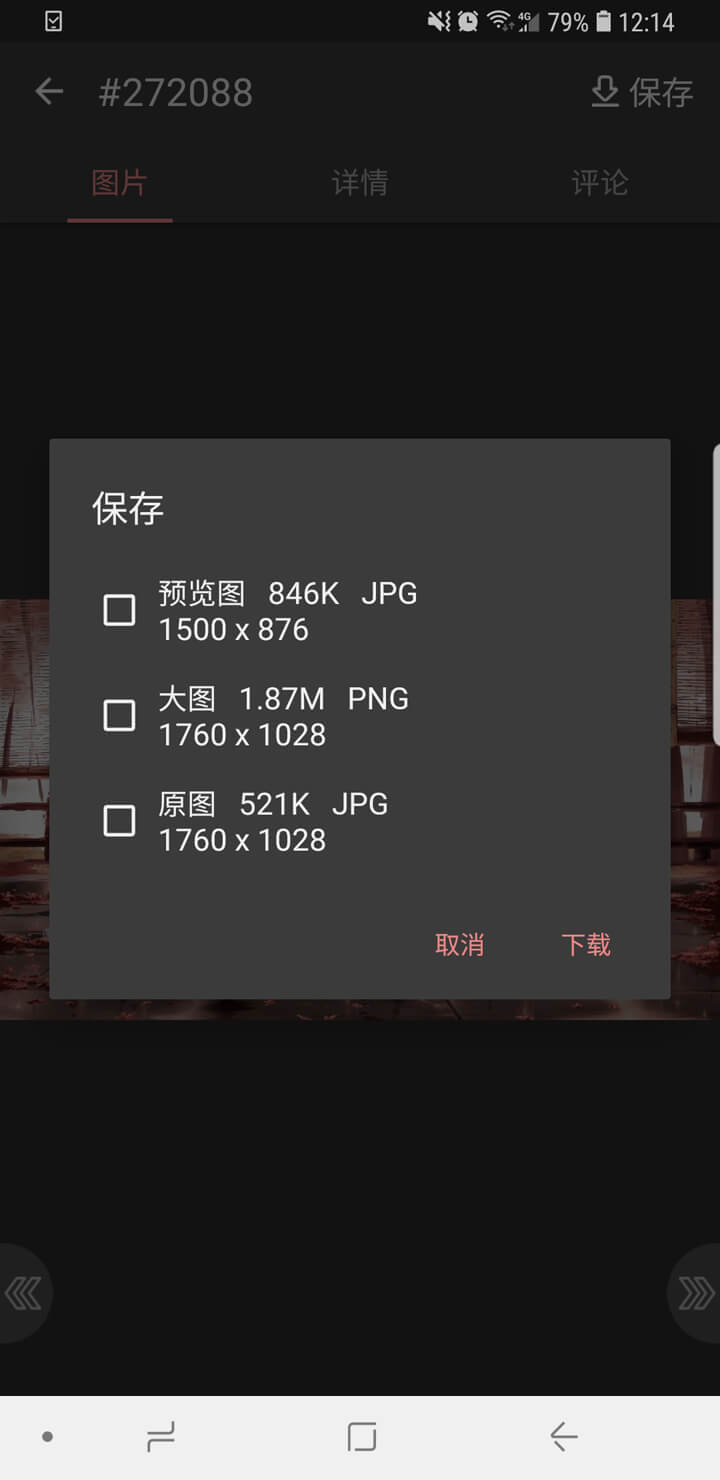 4G 79% 12:14
#272088 保存
图片 详情 评论
保存
预览图 846K JPG
1500 x 876
大图 1.87M PNG
1760 x 1028
原图 521K JPG
1760 x 1028
取消 下载